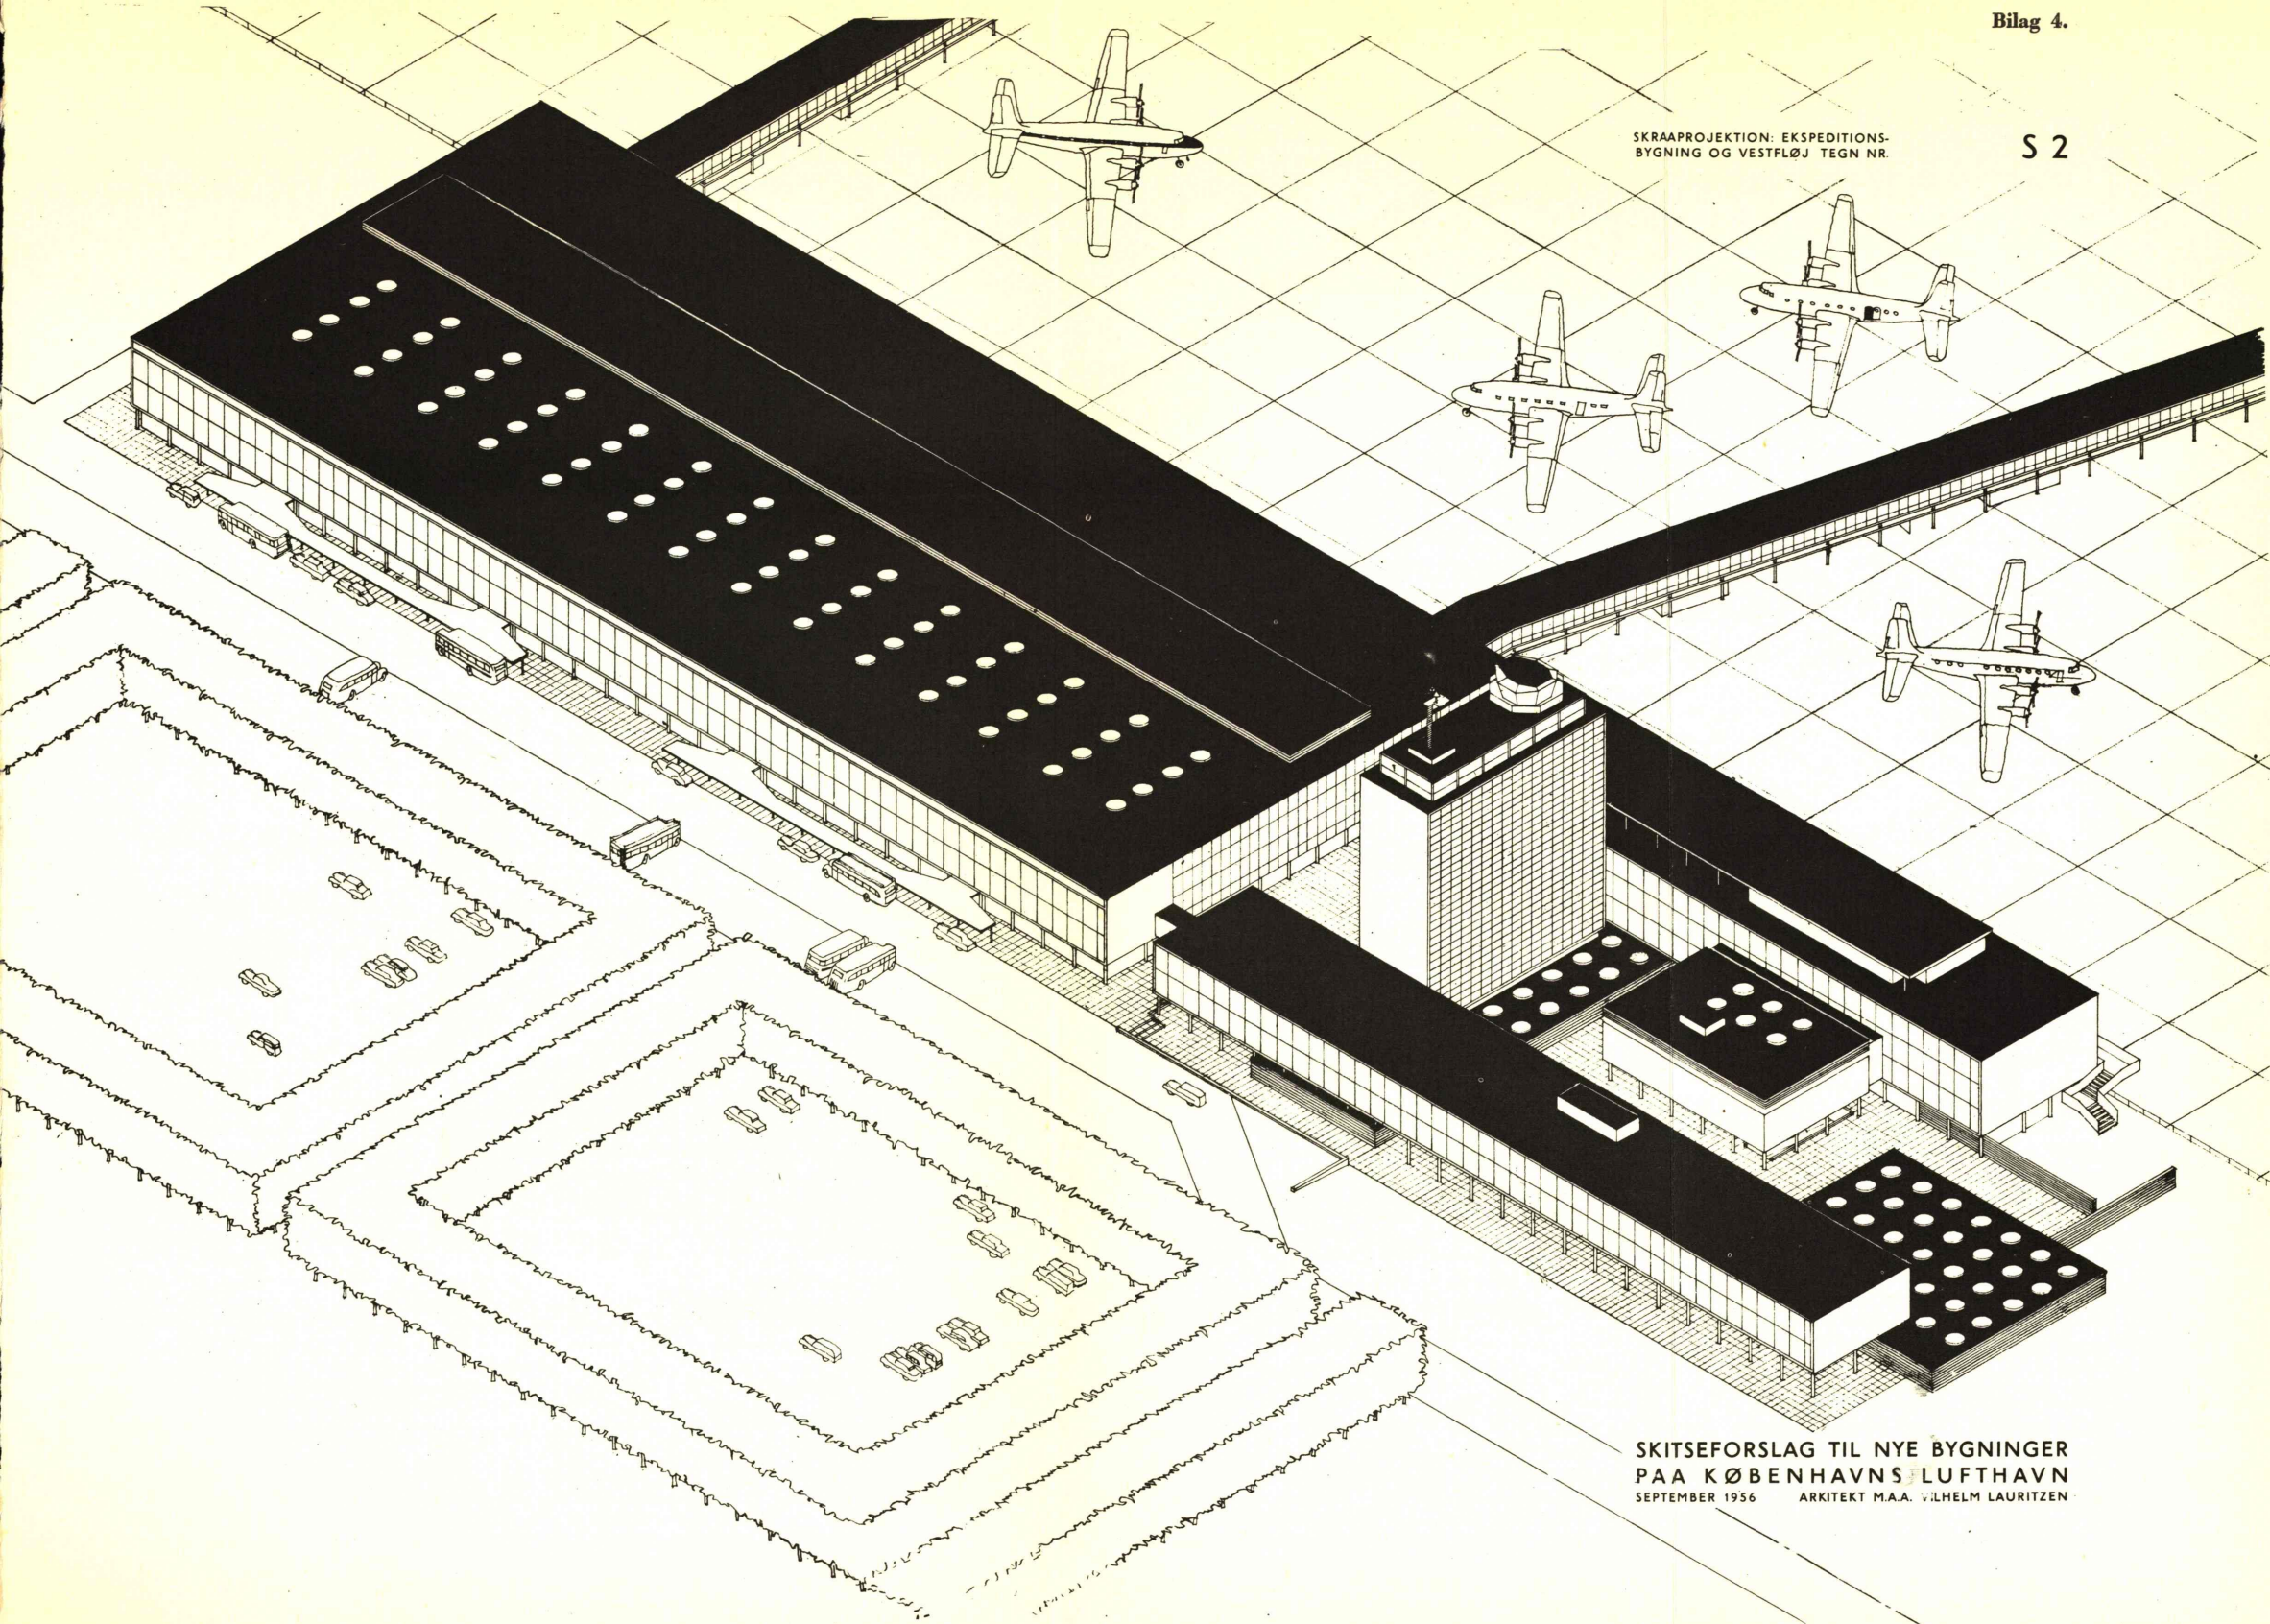 Bilag 4.
SKRAAPROJEKTION: EKSPEDITIONS-
BYGNING OG VESTFLØJ TEGN NR.
S 2
SKITSEFORSLAG TIL NYE BYGNINGER
PAA KØBENHAVNS LUFTHAVN
SEPTEMBER 1956 ARKITEKT M.A.A. VILHELM LAURITZEN